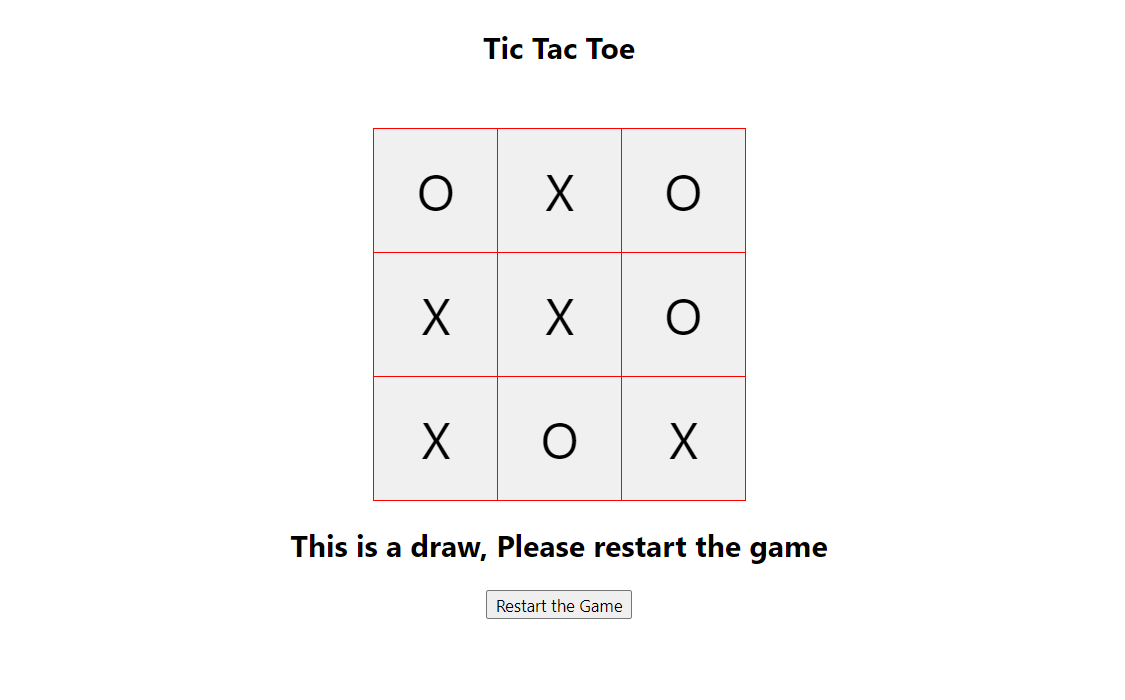 Tic Tac Toe
O X O
X X O
X O X
This is a draw, Please restart the game
Restart the Game